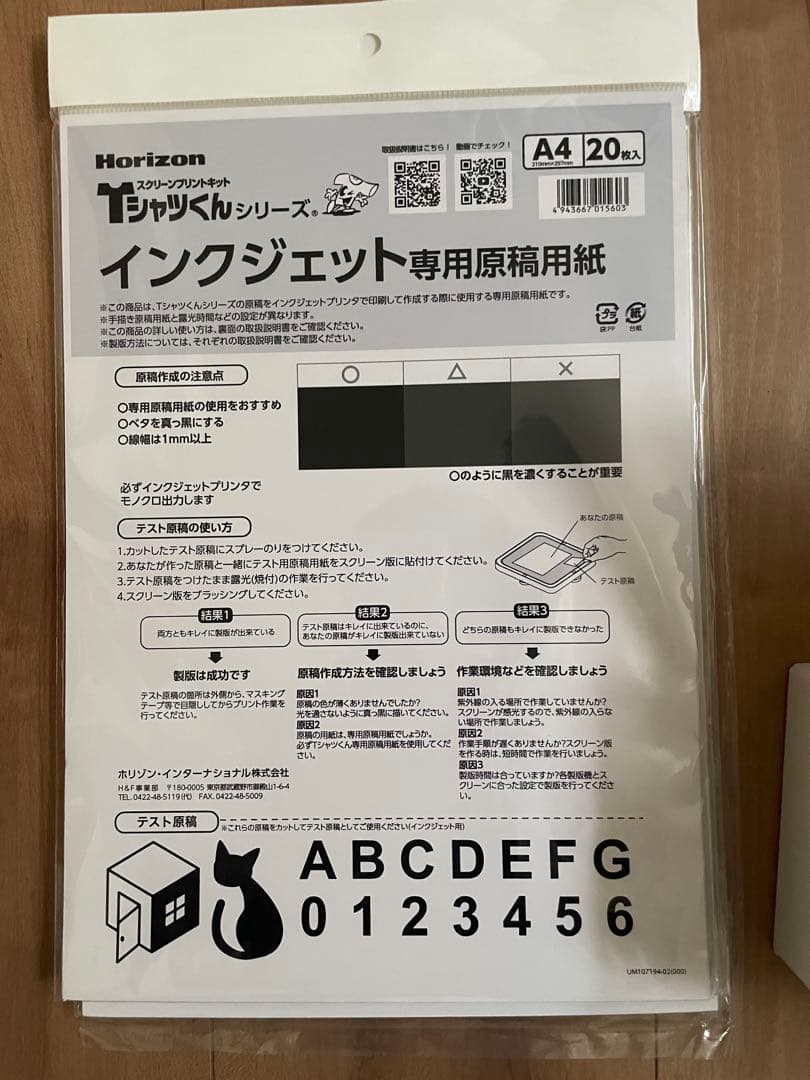 Horizon
取扱説明書はこちら！
動画でチェック！
A4
210mm×297mm
20枚入
スクリーンプリントキット
Tシャツくんシリーズ®
4943667015603
インクジェット専用原稿用紙
※この商品は、Tシャツくんシリーズの原稿をインクジェットプリンタで印刷して作成する際に使用する専用原稿用紙です。
※手描き原稿用紙と露光時間などの設定が異なります。
※この商品の詳しい使い方は、裏面の取扱説明書をご確認ください。
※製版方法については、それぞれの取扱説明書をご確認ください。
プラ
袋:PP
紙
台紙
原稿作成の注意点
○ △ ×
○専用原稿用紙の使用をおすすめ
○ベタを真っ黒にする
○線幅は1mm以上
○のように黒を濃くすることが重要
必ずインクジェットプリンタで
モノクロ出力します
テスト原稿の使い方
1.カットしたテスト原稿にスプレーのりをつけてください。
2.あなたが作った原稿と一緒にテスト用原稿用紙をスクリーン版に貼付けてください。
3.テスト原稿をつけたまま露光(焼付)の作業を行ってください。
4.スクリーン版をブラッシングしてください。
あなたの原稿
テスト原稿
結果1
両方ともキレイに製版が出来ている
製版は成功です
テスト原稿の箇所は外側から、マスキング
テープ等で目隠ししてからプリント作業を
行ってください。
結果2
テスト原稿はキレイに出来ているのに、
あなたの原稿がキレイに製版出来ていない
原稿作成方法を確認しましょう
原因1
原稿の色が薄くありませんでしたか?
光を通さないように真っ黒に描いてください。
原因2
原稿の用紙は、専用原稿用紙でしょうか。
必ずTシャツくん専用原稿用紙を使用してくだ
さい。
結果3
どちらの原稿もキレイに製版できなかった
作業環境などを確認しましょう
原因1
紫外線の入る場所で作業していませんか?
スクリーンが感光するので、紫外線の入らな
い場所で作業しましょう。
原因2
作業手順が遅くありませんか?スクリーン版
を作る時は、短時間で作業を行いましょう。
原因3
製版時間は合っていますか?各製版機とス
クリーンに合った設定で製版を行ってくださ
い。
ホリゾン・インターナショナル株式会社
H&F事業部 〒180-0005 東京都武蔵野市御殿山1-6-4
TEL. 0422-48-5119(代) FAX. 0422-48-5009
テスト原稿
※これらの原稿をカットしてテスト原稿としてご使用ください(インクジェット用)
ABCDEFG
0123456
UM107194-02(000)